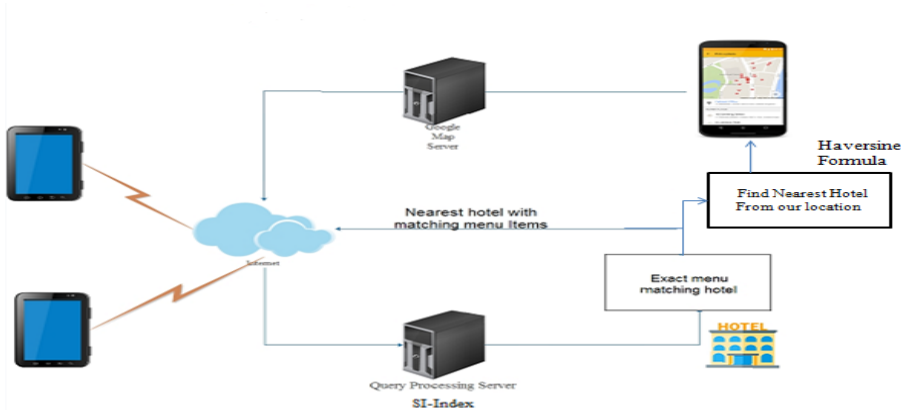 Google
Map
Server
Haversine
Formula
Find Nearest Hotel
From our location
Nearest hotel with
matching menu Items
Internet
Exact menu
matching hotel
HOTEL
Query Processing Server
SI-Index